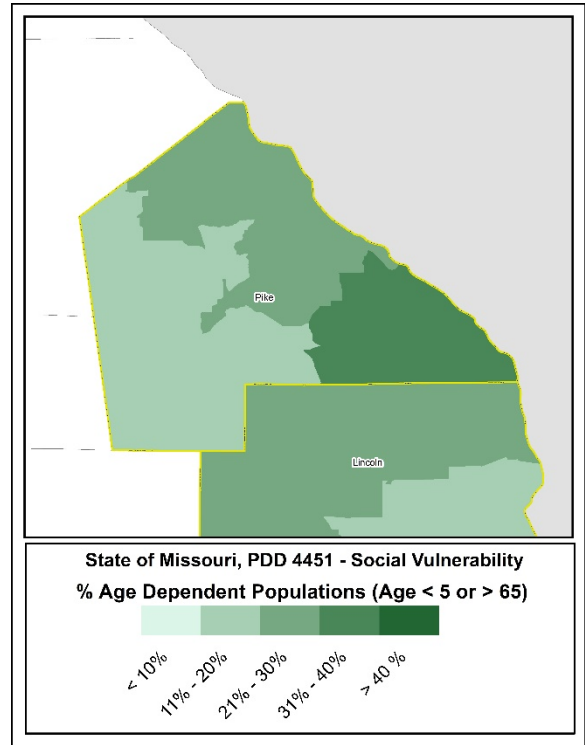 Pike
Lincoln
State of Missouri, PDD 4451 - Social Vulnerability
% Age Dependent Populations (Age < 5 or > 65)
< 10%
11% - 20%
21% - 30%
31% - 40%
> 40 %